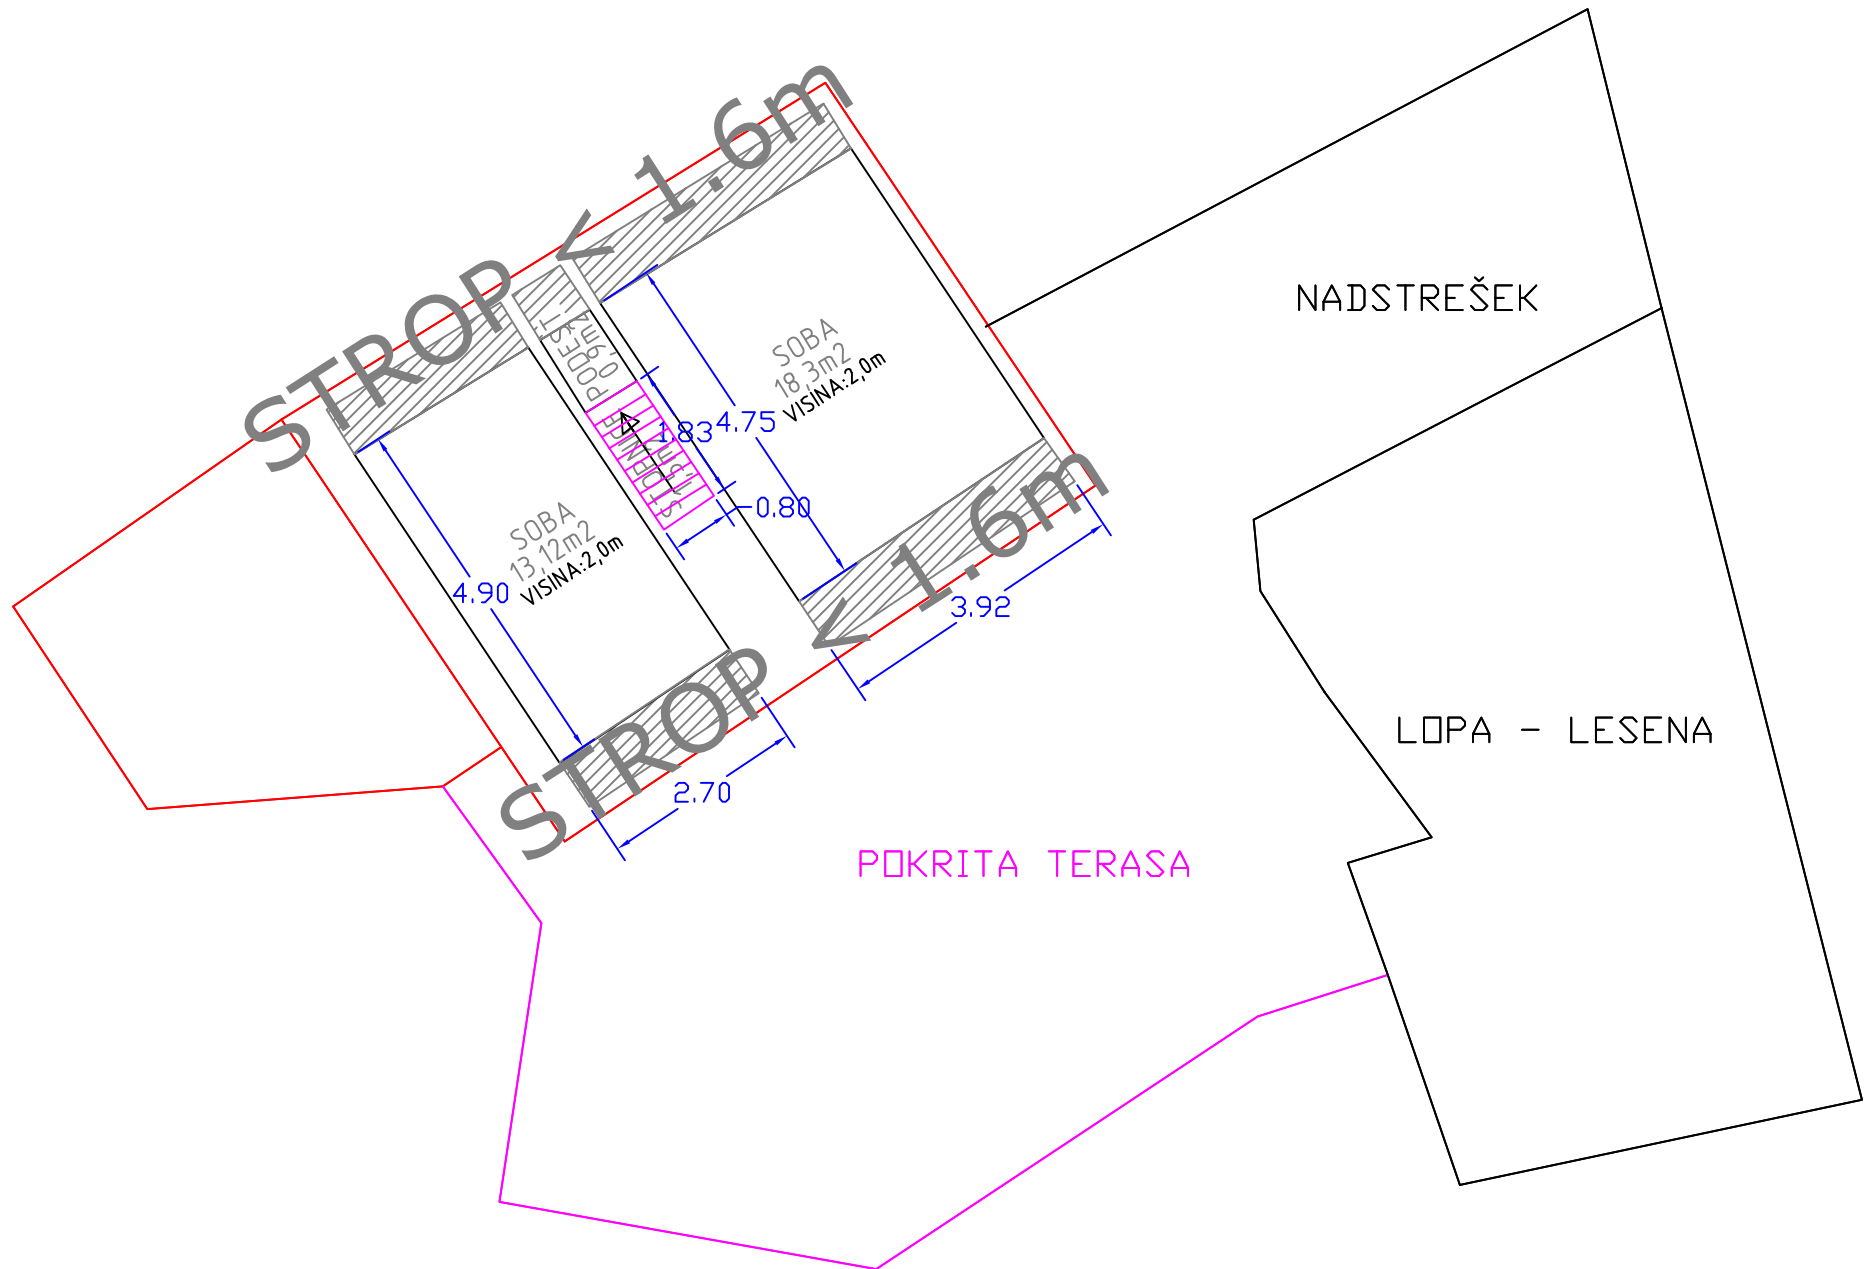 STROP < 1.6m
NADSTREŠEK
SOBA
18,3m2
VISINA:2,0m
PODEST
0,9m2
1.83
4.75
STOPNICE
0.80
SOBA
13,12m2
VISINA:2,0m
4.90
STROP < 1.6m
3.92
2.70
LOPA - LESENA
POKRITA TERASA